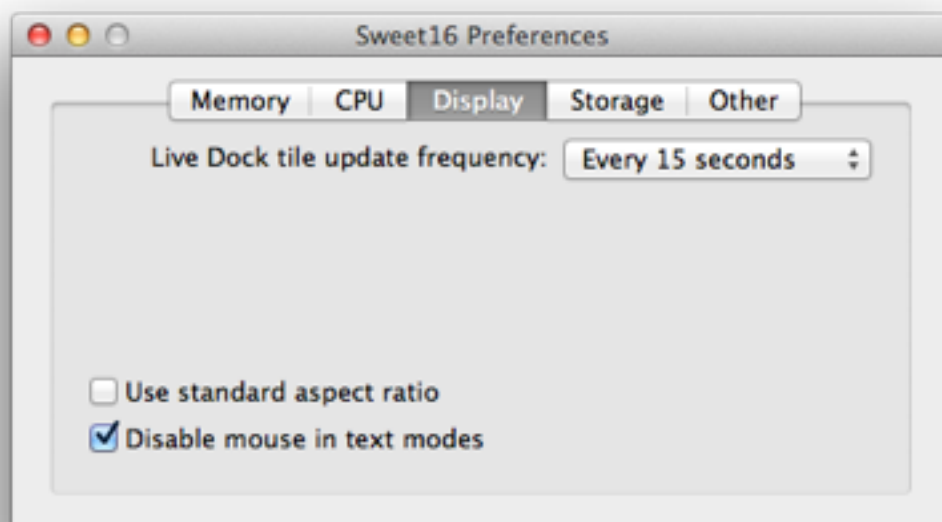 Sweet16 Preferences
Memory CPU Display Storage Other
Live Dock tile update frequency: Every 15 seconds
Use standard aspect ratio
Disable mouse in text modes